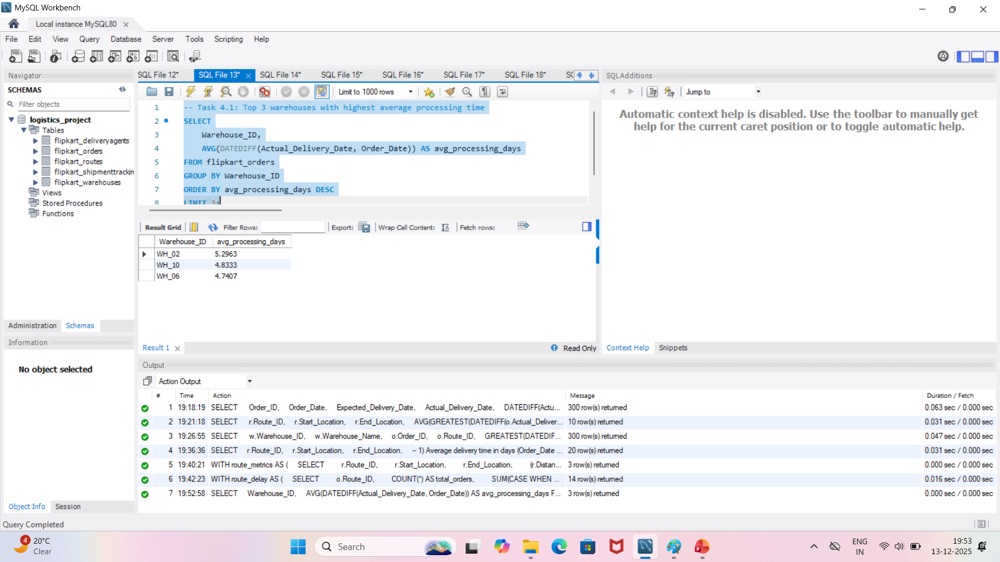 MySQL Workbench
Local instance MySQL80
File Edit View Query Database Server Tools Scripting Help
Navigator
SCHEMAS
Filter objects
logistics_project
Tables
flipkart_deliveryagents
flipkart_orders
flipkart_routes
flipkart_shipmenttrackin
flipkart_warehouses
Views
Stored Procedures
Functions
Administration Schemas
Information
No object selected
Object Info Session
SQL File 12* SQL File 13* SQL File 14* SQL File 15* SQL File 16* SQL File 17* SQL File 18*
Limit to 1000 rows
1 -- Task 4.1: Top 3 warehouses with highest average processing time
2 SELECT
3 Warehouse_ID,
4 AVG(DATEDIFF(Actual_Delivery_Date, Order_Date)) AS avg_processing_days
5 FROM flipkart_orders
6 GROUP BY Warehouse_ID
7 ORDER BY avg_processing_days DESC
8 LIMIT 3;
Result Grid Filter Rows: Export: Wrap Cell Content: Fetch rows:
Warehouse_ID avg_processing_days
WH_02 5.2963
WH_10 4.8333
WH_06 4.7407
Result 1 Read Only
SQLAdditions
Jump to
Automatic context help is disabled. Use the toolbar to manually get
help for the current caret position or to toggle automatic help.
Context Help Snippets
Output
Action Output
# Time Action Message Duration / Fetch
1 19:18:19 SELECT Order_ID, Order_Date, Expected_Delivery_Date, Actual_Delivery_Date, DATEDIFF(Actu... 300 row(s) returned 0.063 sec / 0.000 sec
2 19:21:18 SELECT r.Route_ID, r.Start_Location, r.End_Location, AVG(GREATEST(DATEDIFF(o.Actual_Deliver... 10 row(s) returned 0.031 sec / 0.000 sec
3 19:26:55 SELECT w.Warehouse_ID, w.Warehouse_Name, o.Order_ID, o.Route_ID, GREATEST(DATEDIF... 300 row(s) returned 0.047 sec / 0.000 sec
4 19:36:36 SELECT r.Route_ID, r.Start_Location, r.End_Location, -- 1) Average delivery time in days (Order_Date ... 20 row(s) returned 0.031 sec / 0.000 sec
5 19:40:21 WITH route_metrics AS ( SELECT r.Route_ID, r.Start_Location, r.End_Location, (r.Distan... 3 row(s) returned 0.000 sec / 0.000 sec
6 19:42:23 WITH route_delay AS ( SELECT o.Route_ID, COUNT(*) AS total_orders, SUM(CASE WHEN ... 14 row(s) returned 0.016 sec / 0.000 sec
7 19:52:58 SELECT Warehouse_ID, AVG(DATEDIFF(Actual_Delivery_Date, Order_Date)) AS avg_processing_days F... 3 row(s) returned 0.000 sec / 0.000 sec
Query Completed
4
20°C
Clear
Search
ENG
IN
19:53
13-12-2025